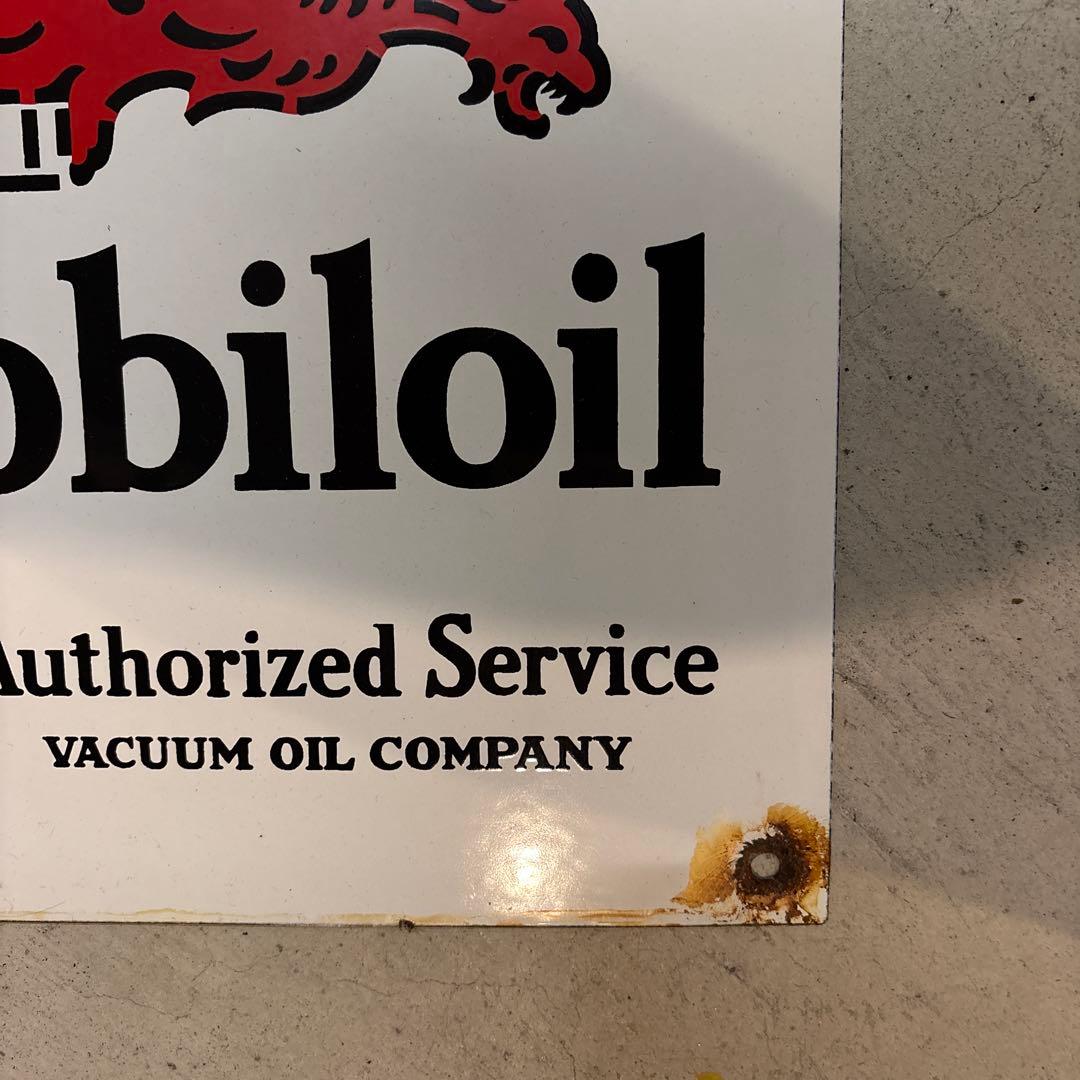 obiloil
Authorized Service
VACUUM OIL COMPANY